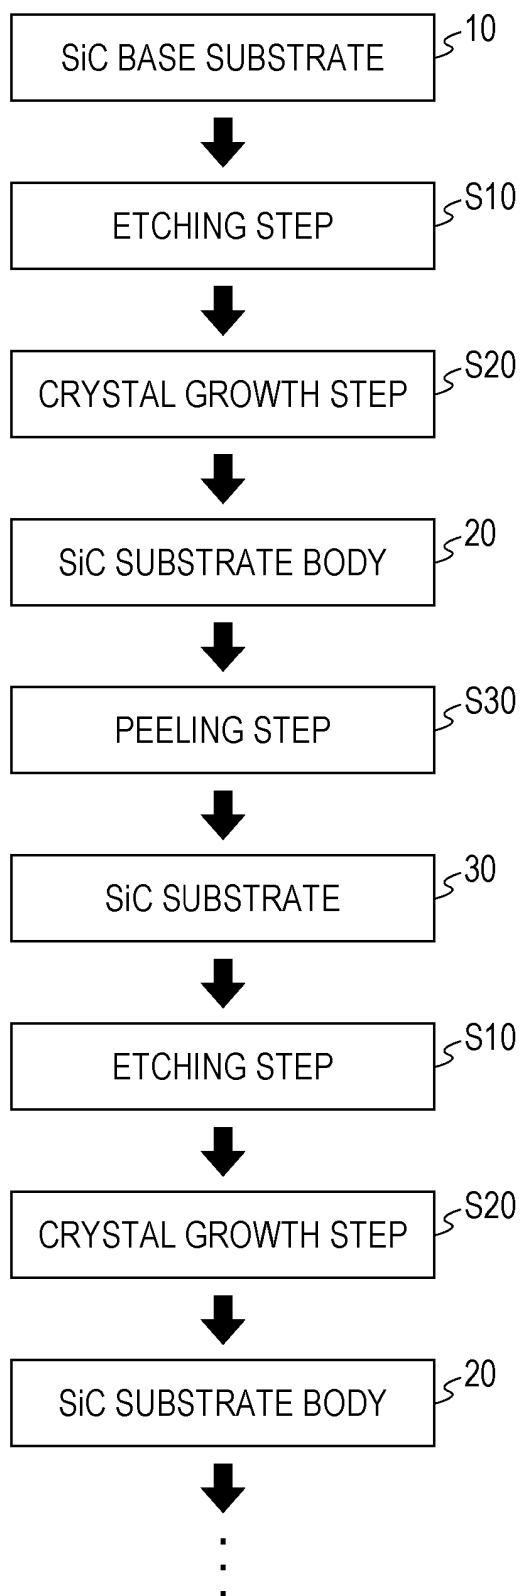 SiC BASE SUBSTRATE 10
ETCHING STEP S10
CRYSTAL GROWTH STEP S20
SiC SUBSTRATE BODY 20
PEELING STEP S30
SiC SUBSTRATE 30
ETCHING STEP S10
CRYSTAL GROWTH STEP S20
SiC SUBSTRATE BODY 20